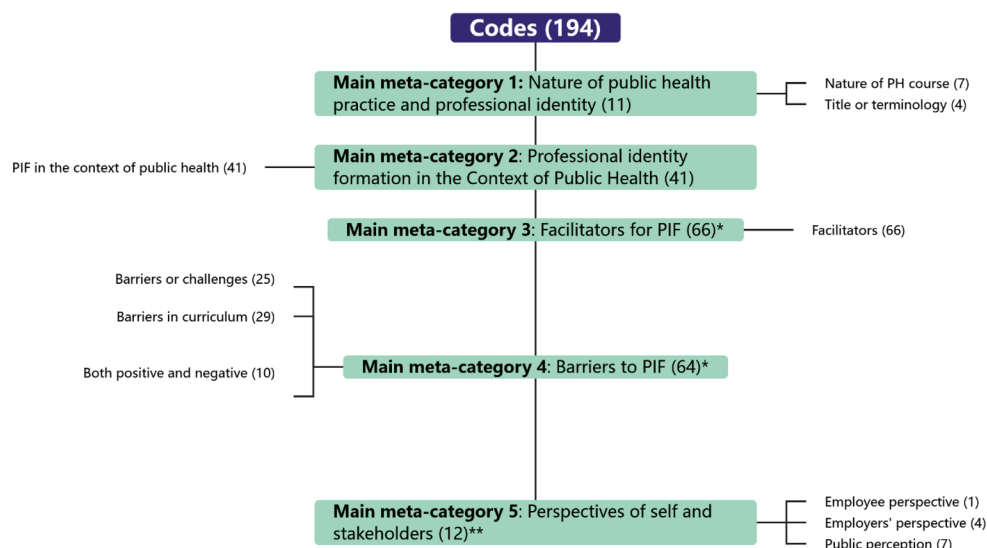 Codes (194)
Main meta-category 1: Nature of public health
practice and professional identity (11)
Nature of PH course (7)
Title or terminology (4)
PIF in the context of public health (41)
Main meta-category 2: Professional identity
formation in the Context of Public Health (41)
Main meta-category 3: Facilitators for PIF (66)*
Facilitators (66)
Barriers or challenges (25)
Barriers in curriculum (29)
Both positive and negative (10)
Main meta-category 4: Barriers to PIF (64)*
Main meta-category 5: Perspectives of self and
stakeholders (12)**
Employee perspective (1)
Employers' perspective (4)
Public perception (7)